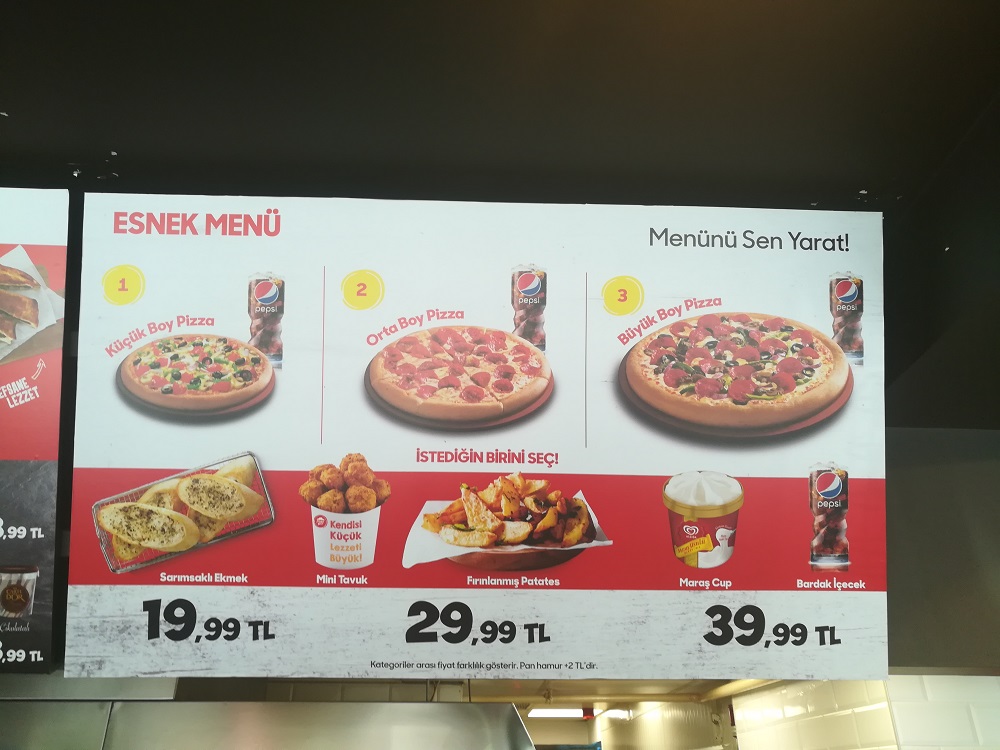 ESNEK MENÜ
Menünü Sen Yarat!
1
Küçük Boy Pizza
pepsi
2
Orta Boy Pizza
pepsi
3
Büyük Boy Pizza
pepsi
LEZZET
İSTEDİĞİN BİRİNİ SEÇ!
Kendisi
Küçük
Lezzeti
Büyük!
pepsi
Sarımsaklı Ekmek
Mini Tavuk
Fırınlanmış Patates
Maraş Cup
Bardak İçecek
,99 TL
19,99 TL
29,99 TL
39,99 TL
,99 TL
Kategoriler arası fiyat farklılık gösterir. Pan hamur +2 TL'dir.